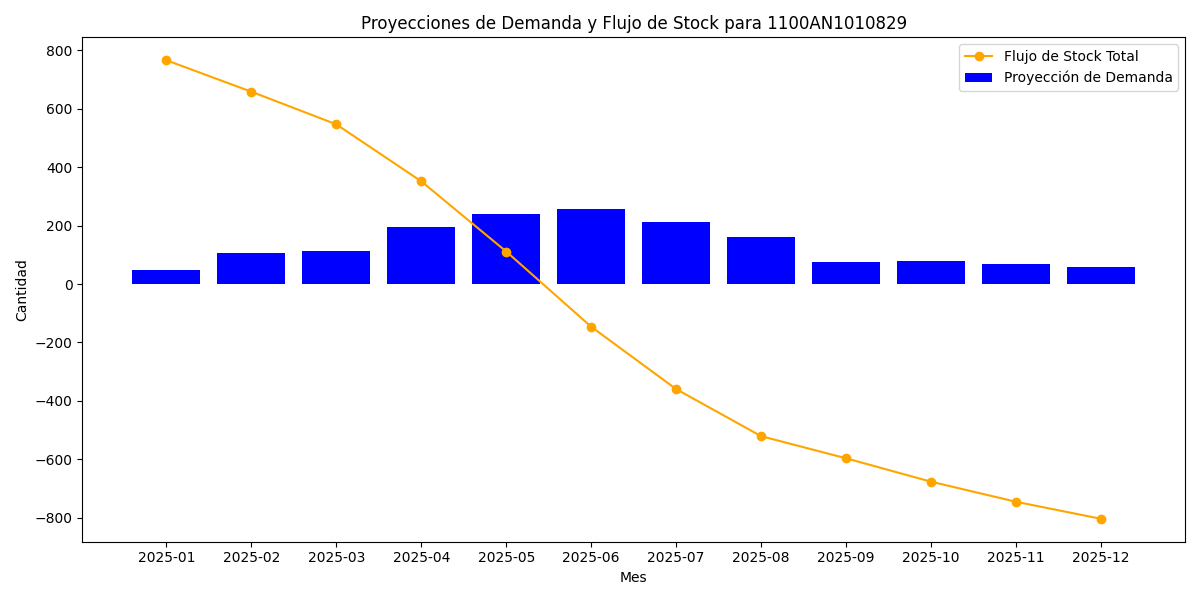 Proyecciones de Demanda y Flujo de Stock para 1100AN1010829
Flujo de Stock Total
Proyección de Demanda
Cantidad
800
600
400
200
0
−200
−400
−600
−800
2025-01 2025-02 2025-03 2025-04 2025-05 2025-06 2025-07 2025-08 2025-09 2025-10 2025-11 2025-12
Mes